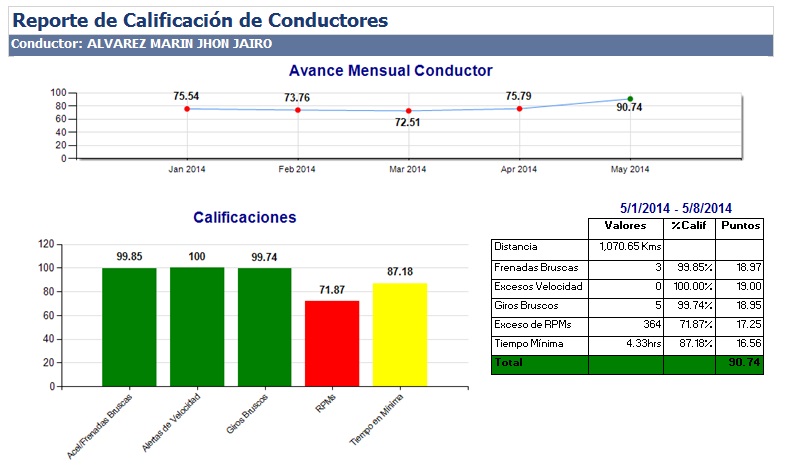 Reporte de Calificación de Conductores
Conductor: ALVAREZ MARIN JHON JAIRO
Avance Mensual Conductor
100
80
60
40
20
0
75.54
73.76
72.51
75.79
90.74
Jan 2014
Feb 2014
Mar 2014
Apr 2014
May 2014
Calificaciones
120
100
80
60
40
20
0
99.85
100
99.74
71.87
87.18
Acel/Frenadas Bruscas
Alertas de Velocidad
Giros Bruscos
RPMs
Tiempo en Mínima
5/1/2014 - 5/8/2014
Valores %Calif Puntos
Distancia 1,070.65 Kms
Frenadas Bruscas 3 99.85% 18.97
Excesos Velocidad 0 100.00% 19.00
Giros Bruscos 5 99.74% 18.95
Exceso de RPMs 364 71.87% 17.25
Tiempo Mínima 4.33hrs 87.18% 16.56
Total 90.74